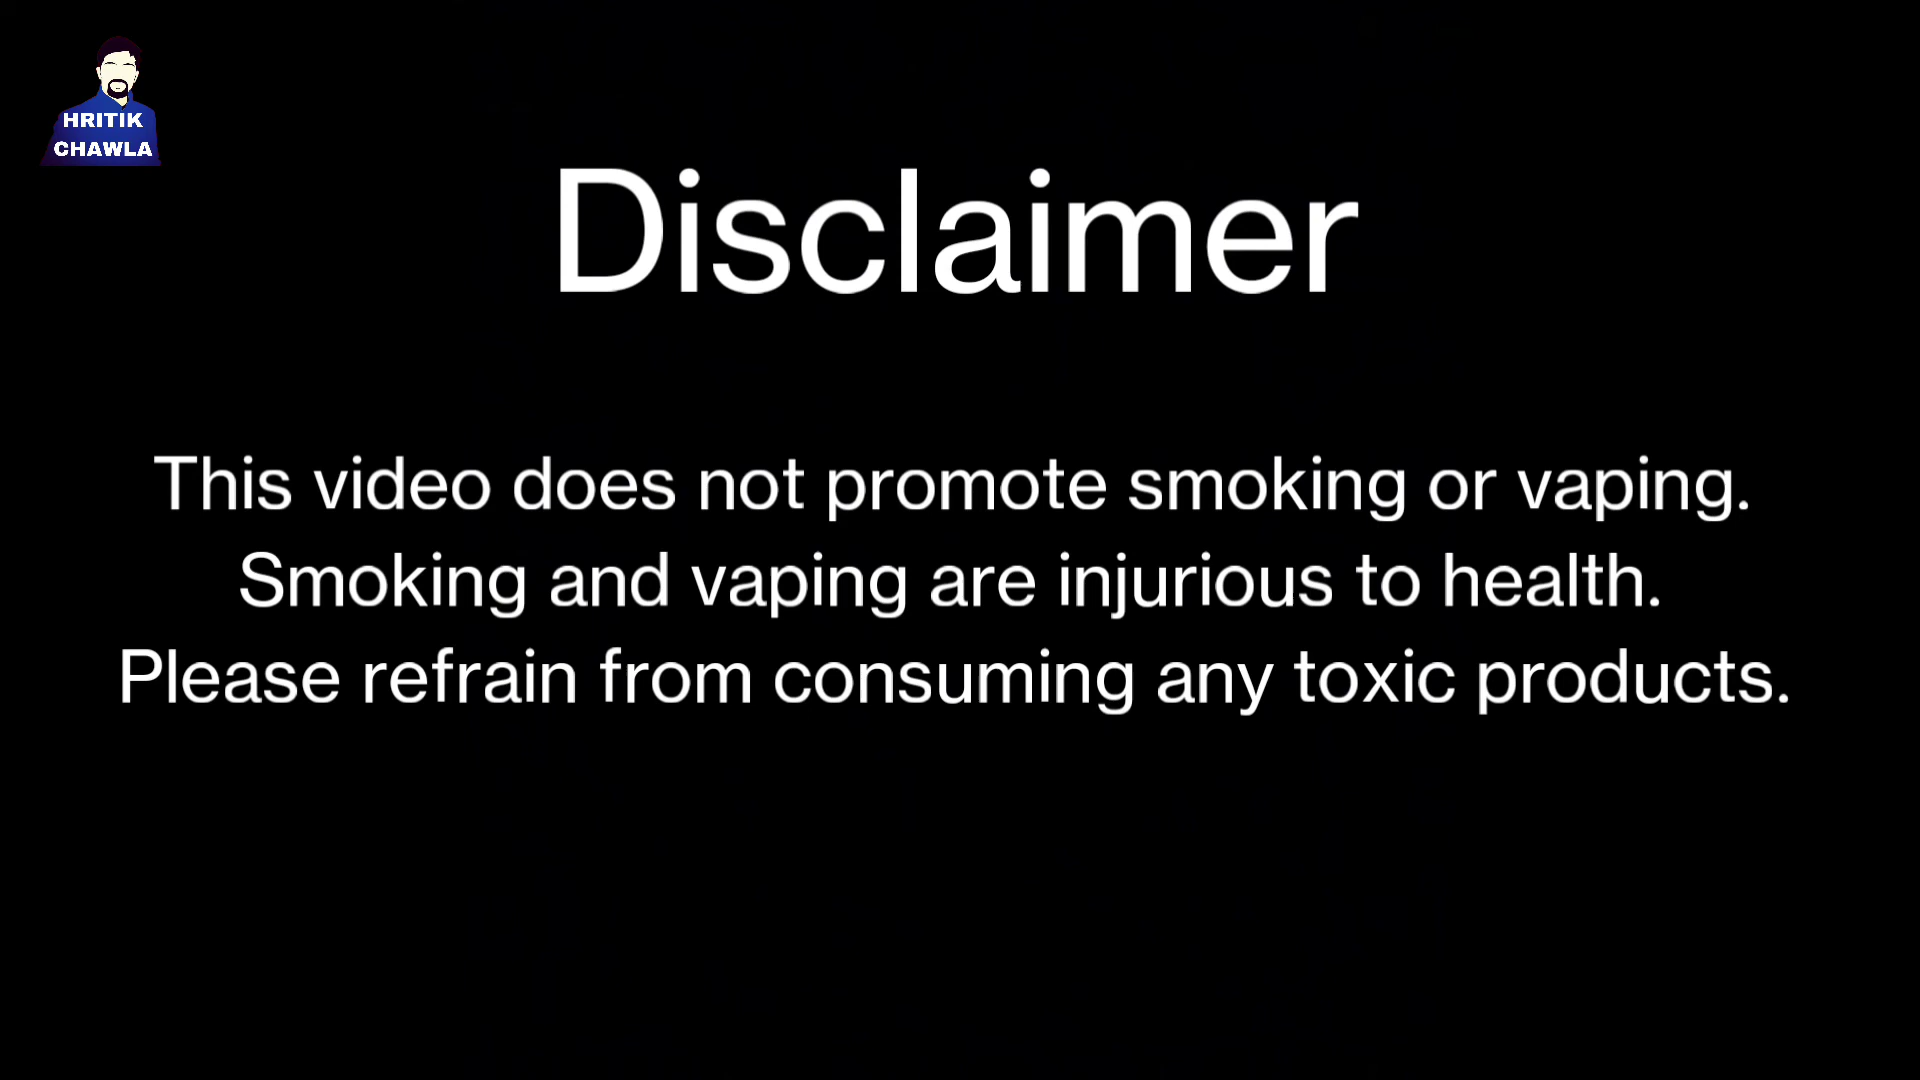 HRITIK
CHAWLA
Disclaimer
This video does not promote smoking or vaping.
Smoking and vaping are injurious to health.
Please refrain from consuming any toxic products.